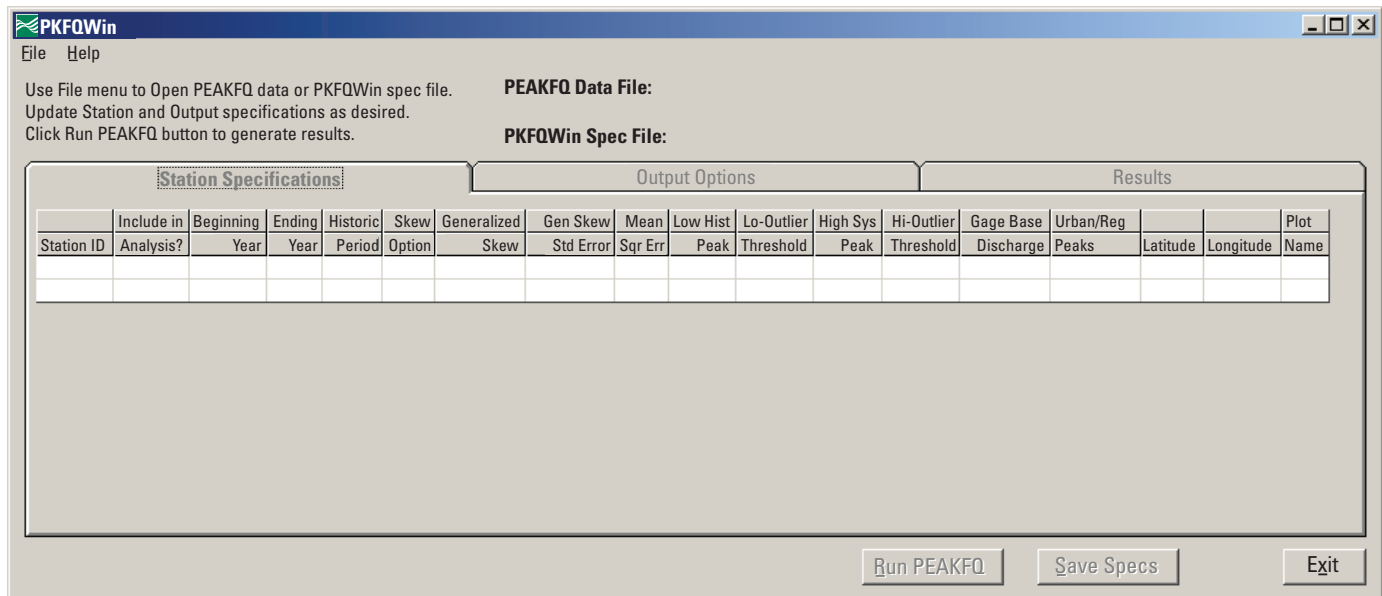 PKFQWin
File Help
Use File menu to Open PEAKFQ data or PKFQWin spec file.
Update Station and Output specifications as desired.
Click Run PEAKFQ button to generate results.
PEAKFQ Data File:
PKFQWin Spec File:
Station Specifications Output Options Results
Include in Beginning Ending Historic Skew Generalized Gen Skew Mean Low Hist Lo-Outlier High Sys Hi-Outlier Gage Base Urban/Reg Plot
Station ID Analysis? Year Year Period Option Skew Std Error Sqr Err Peak Threshold Peak Threshold Discharge Peaks Latitude Longitude Name
Run PEAKFQ Save Specs Exit